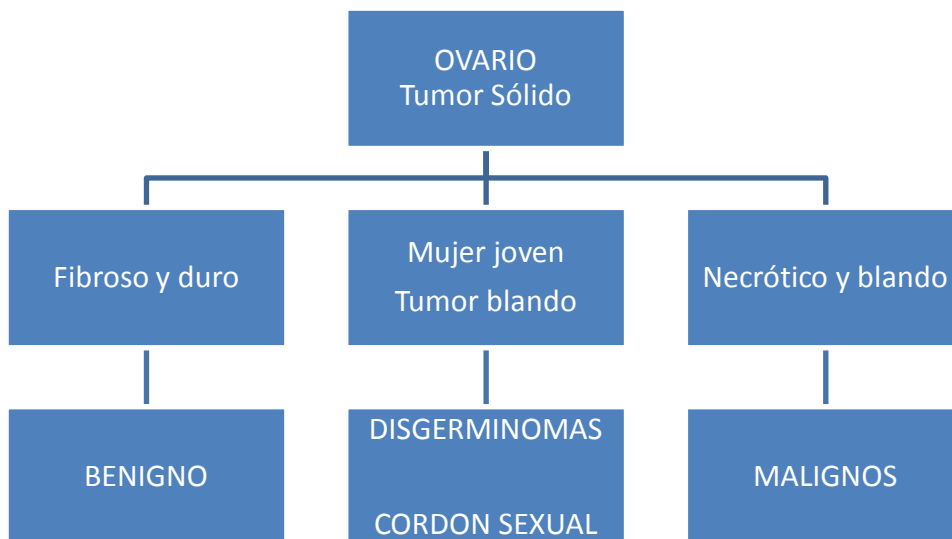 OVARIO
Tumor Sólido
Fibroso y duro
Mujer joven
Tumor blando
Necrótico y blando
BENIGNO
DISGERMINOMAS
CORDON SEXUAL
MALIGNOS